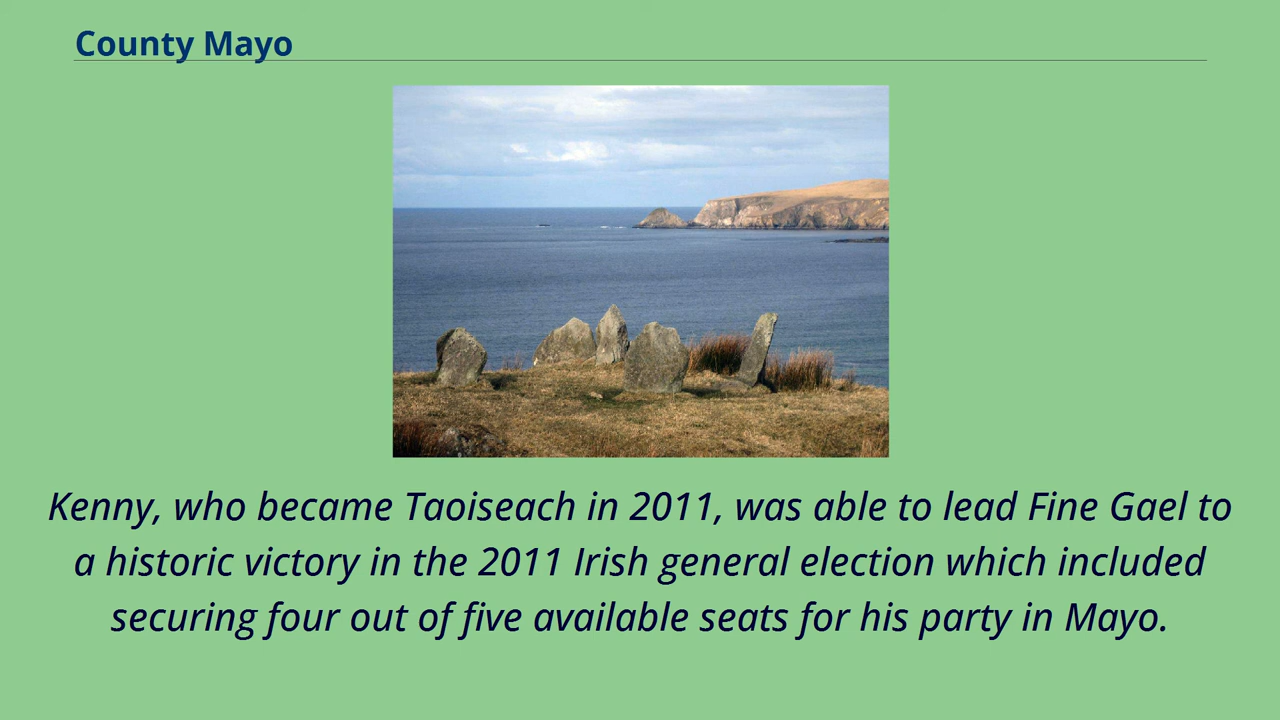 County Mayo
Kenny, who became Taoiseach in 2011, was able to lead Fine Gael to
a historic victory in the 2011 Irish general election which included
securing four out of five available seats for his party in Mayo.